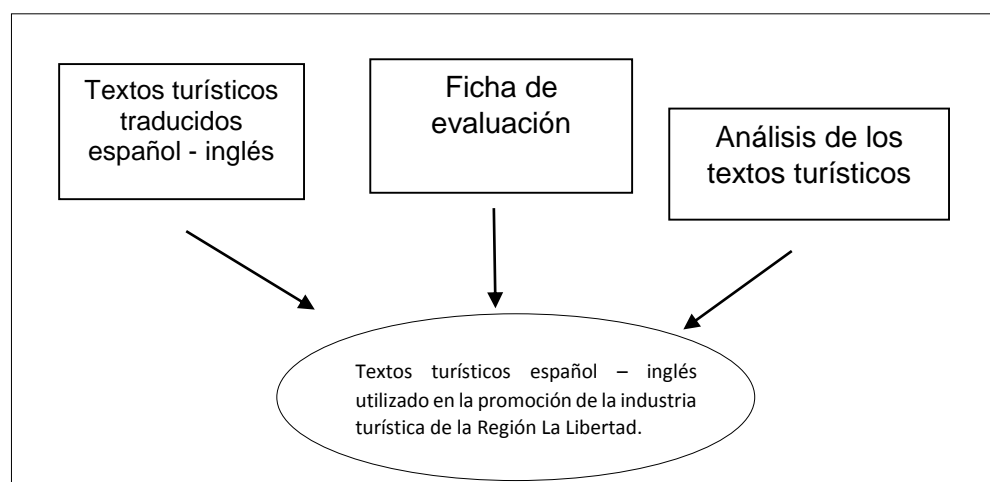 Textos turísticos
traducidos
español - inglés
Ficha de
evaluación
Análisis de los
textos turísticos
Textos turísticos español – inglés
utilizado en la promoción de la industria
turística de la Región La Libertad.